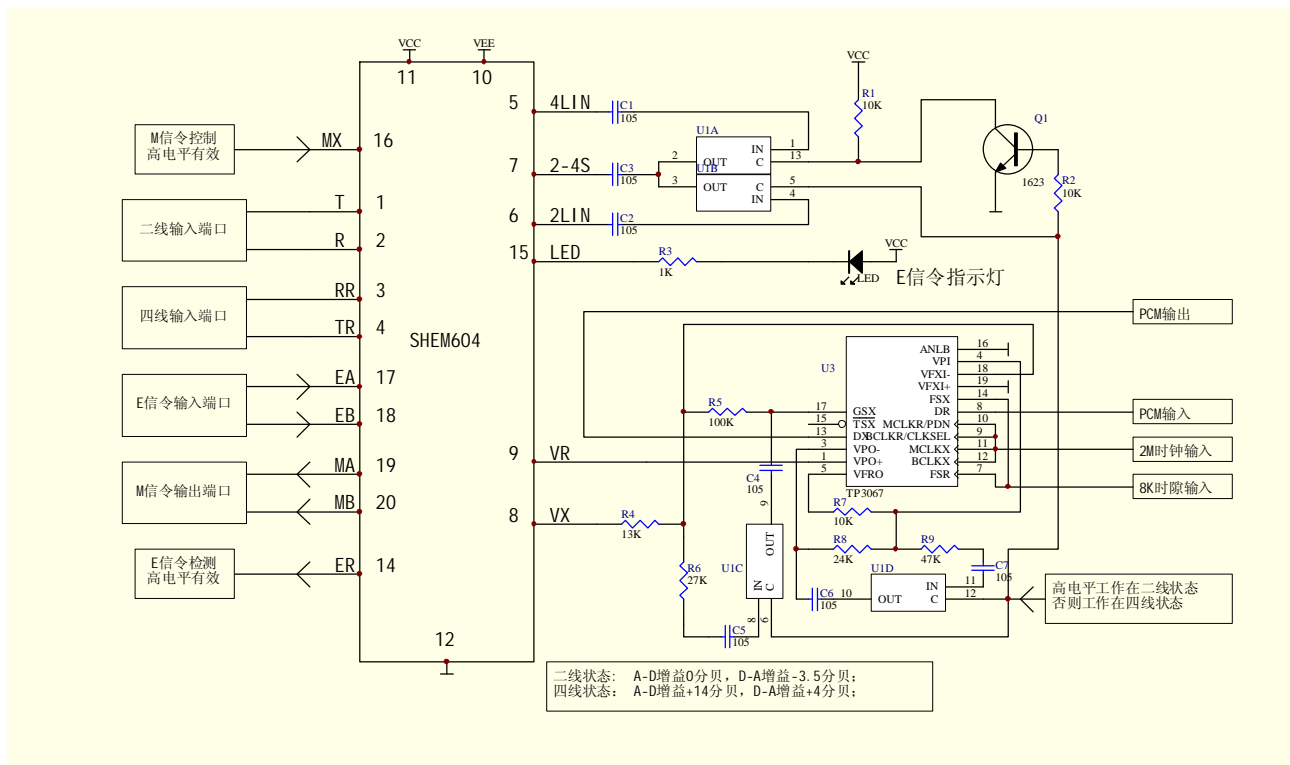 VCC
VEE
11
10
SHEM604
M信令控制
高电平有效
MX
16
二线输入端口
T
1
R
2
四线输入端口
RR
3
TR
4
E信令输入端口
EA
17
EB
18
M信令输出端口
MA
19
MB
20
E信令检测
高电平有效
ER
14
12
5
4LIN
C1
105
7
2-4S
C3
105
6
2LIN
C2
105
15
LED
R3
1K
LED
VCC
E信令指示灯
9
VR
8
VX
R4
13K
U1A
IN
1
2
OUT
C
13
U1B
3
OUT
C
5
IN
4
VCC
R1
10K
Q1
1623
R2
10K
PCM输出
U3
ANLB
16
VPI
4
VFXI-
18
VFXI+
19
FSX
14
17
GSX
DR
8
15
TSX
MCLKR/PDN
10
13
DX
BCLKR/CLKSEL
9
3
VPO-
MCLKX
11
1
VPO+
BCLKX
12
5
VFRO
FSR
7
TP3067
PCM输入
2M时钟输入
8K时隙输入
R5
100K
C4
105
R7
10K
R8
24K
R9
47K
R6
27K
9
U1C
OUT
IN
C
8
6
C5
105
C6
105
10
U1D
OUT
IN
11
C
12
C7
105
高电平工作在二线状态
否则工作在四线状态
二线状态: A-D增益0分贝，D-A增益-3.5分贝;
四线状态: A-D增益+14分贝，D-A增益+4分贝;